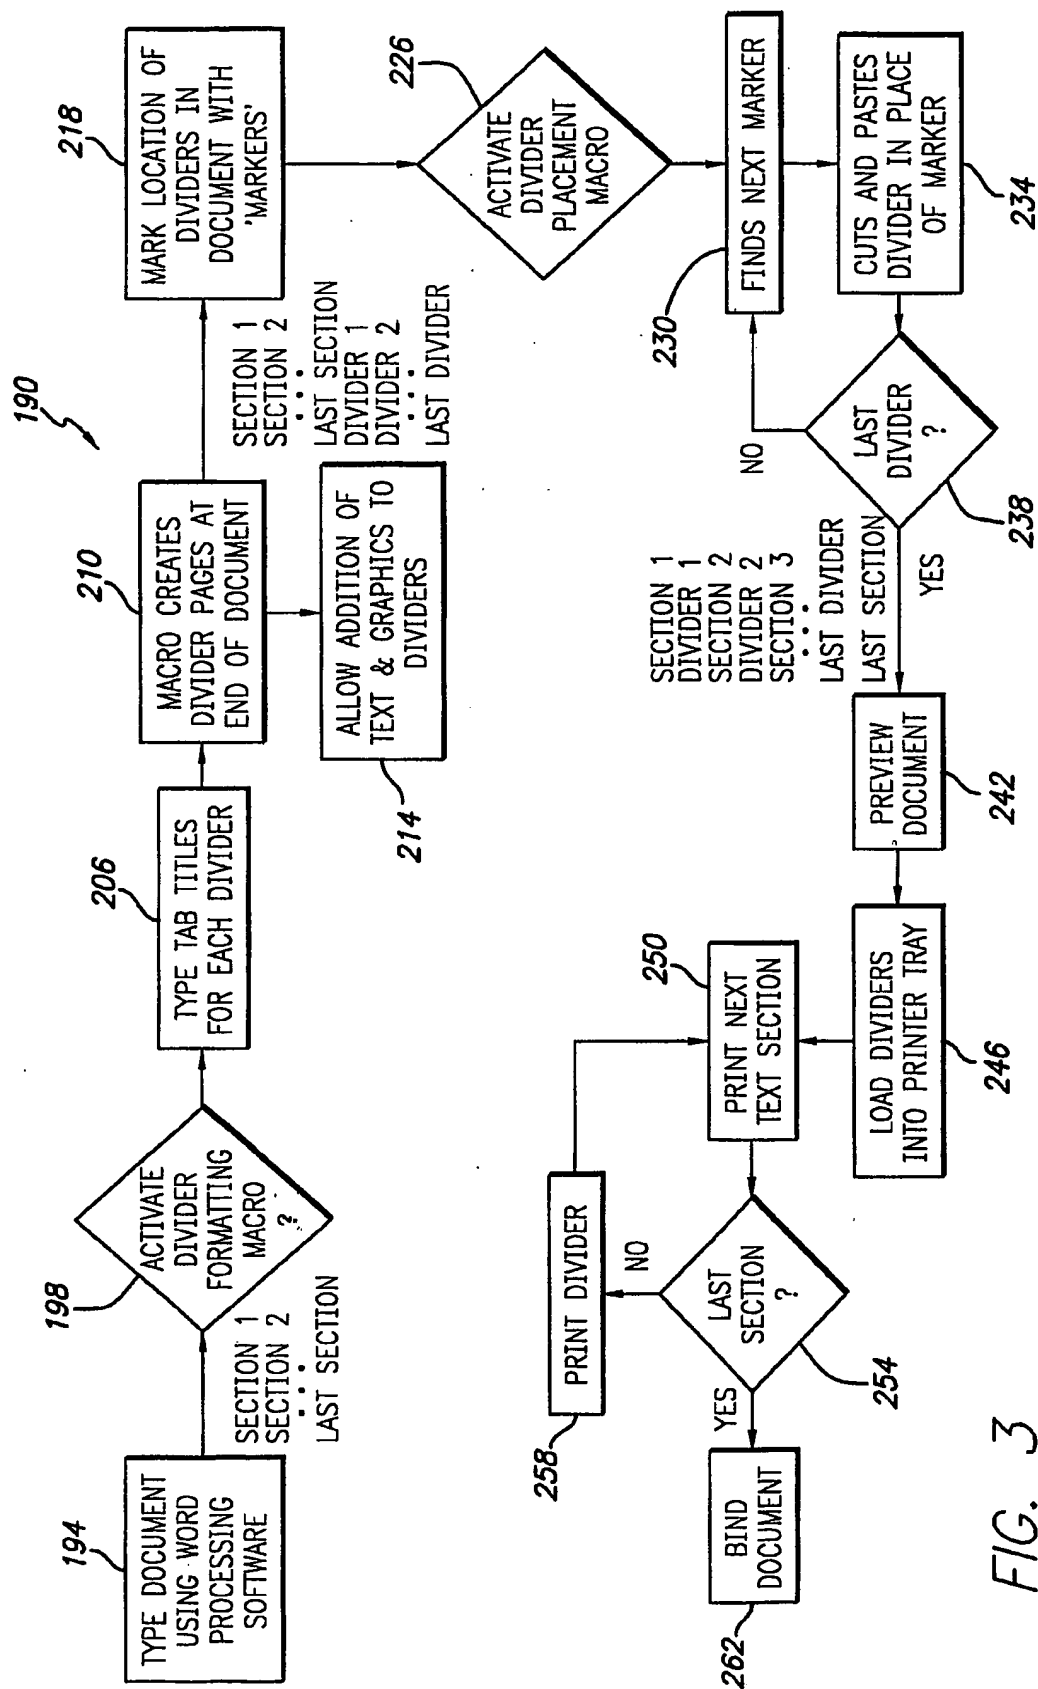 190
194
TYPE DOCUMENT
USING WORD
PROCESSING
SOFTWARE
SECTION 1
SECTION 2
...
LAST SECTION
198
ACTIVATE
DIVIDER
FORMATTING
MACRO
?
206
TYPE TAB TITLES
FOR EACH DIVIDER
210
MACRO CREATES
DIVIDER PAGES AT
END OF DOCUMENT
214
ALLOW ADDITION OF
TEXT & GRAPHICS TO
DIVIDERS
SECTION 1
SECTION 2
...
LAST SECTION
DIVIDER 1
DIVIDER 2
...
LAST DIVIDER
218
MARK LOCATION OF
DIVIDERS IN
DOCUMENT WITH
'MARKERS'
226
ACTIVATE
DIVIDER
PLACEMENT
MACRO
230
FINDS NEXT MARKER
CUTS AND PASTES
DIVIDER IN PLACE
OF MARKER
234
LAST
DIVIDER
?
238
NO
YES
SECTION 1
DIVIDER 1
SECTION 2
DIVIDER 2
SECTION 3
...
LAST DIVIDER
LAST SECTION
PREVIEW
DOCUMENT
242
LOAD DIVIDERS
INTO PRINTER TRAY
246
250
PRINT NEXT
TEXT SECTION
LAST
SECTION
?
254
NO
PRINT DIVIDER
258
YES
BIND
DOCUMENT
262
FIG. 3